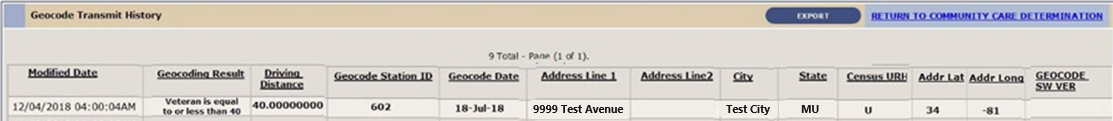 Geocode Transmit History EXPORT RETURN TO COMMUNITY CARE DETERMINATION
9 Total - Page (1 of 1).
Modified Date Geocoding Result Driving Distance Geocode Station ID Geocode Date Address Line 1 Address Line2 City State Census URH Addr Lat Addr Long GEOCODE SW VER
12/04/2018 04:00:04AM Veteran is equal to or less than 40 40.00000000 602 18-Jul-18 9999 Test Avenue Test City MU U 34 -81